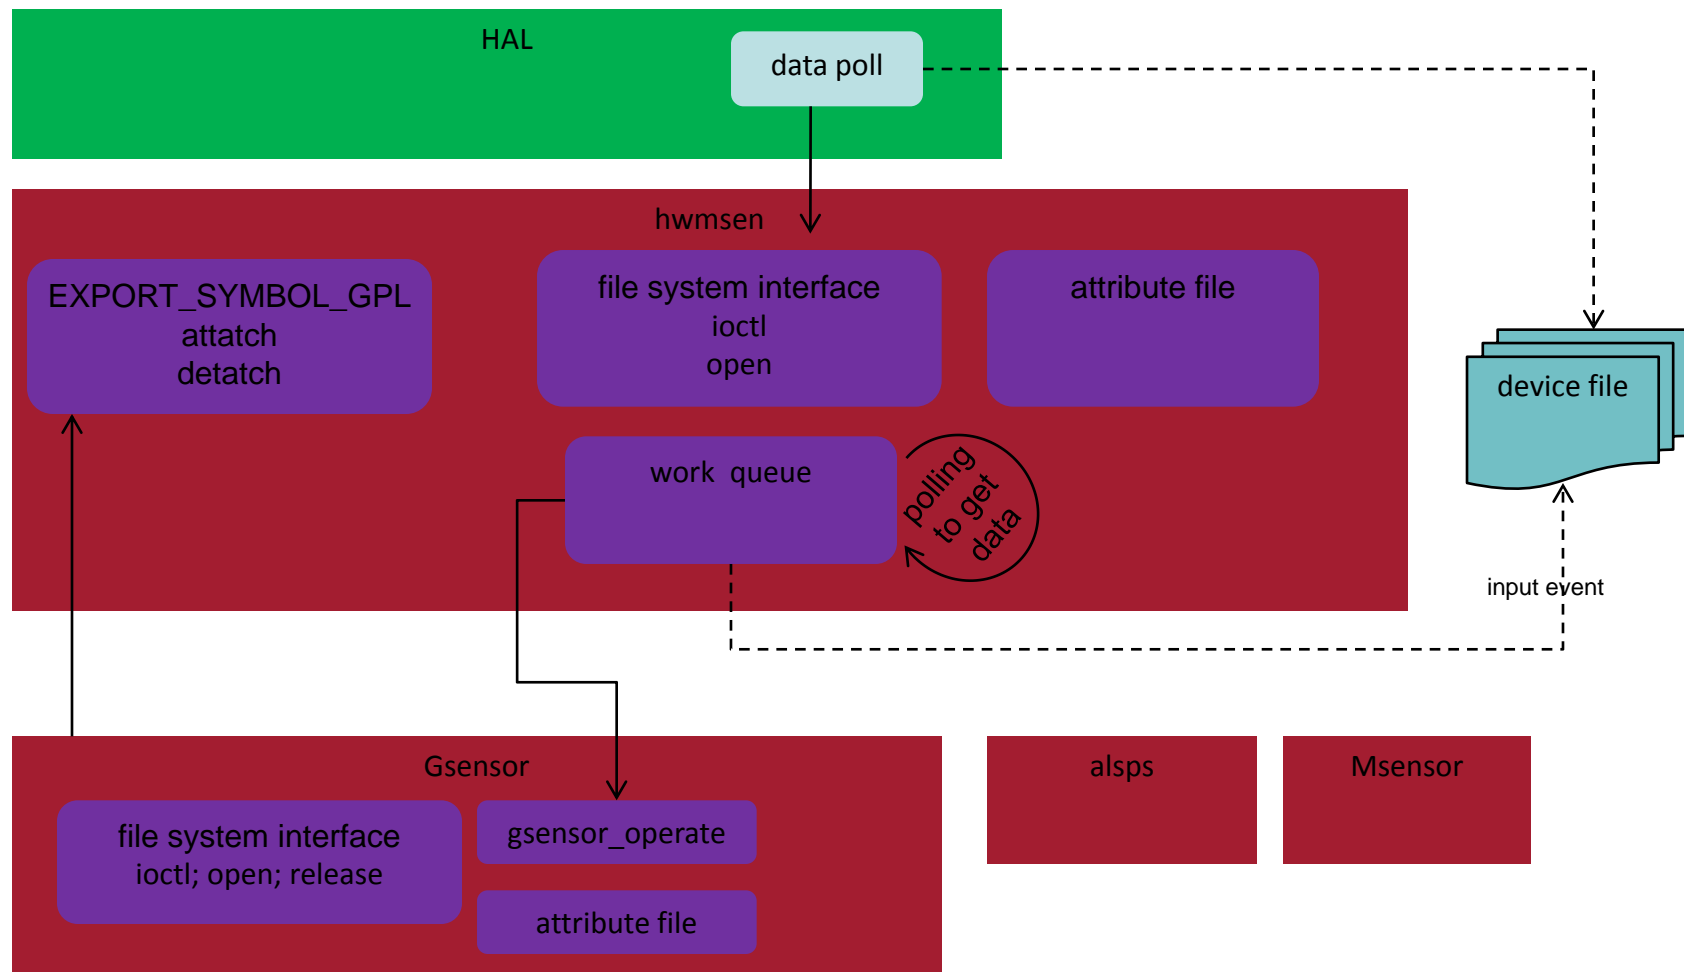 HAL
data poll
hwmsen
EXPORT_SYMBOL_GPL
attatch
detatch
file system interface
ioctl
open
attribute file
device file
work queue
polling
to get
data
input event
Gsensor
file system interface
ioctl; open; release
gsensor_operate
attribute file
alsps
Msensor